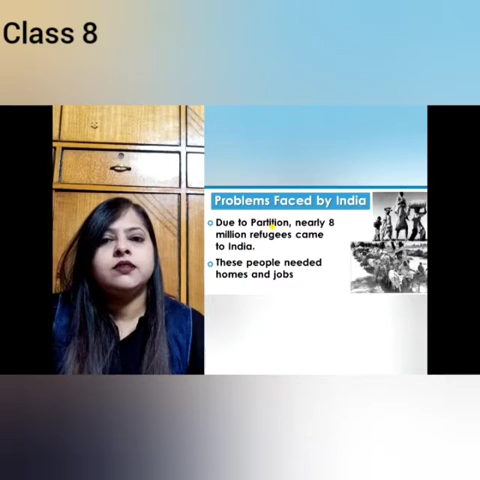 Class 8
Problems Faced by India
Due to Partition, nearly 8
million refugees came
to India.
These people needed
homes and jobs